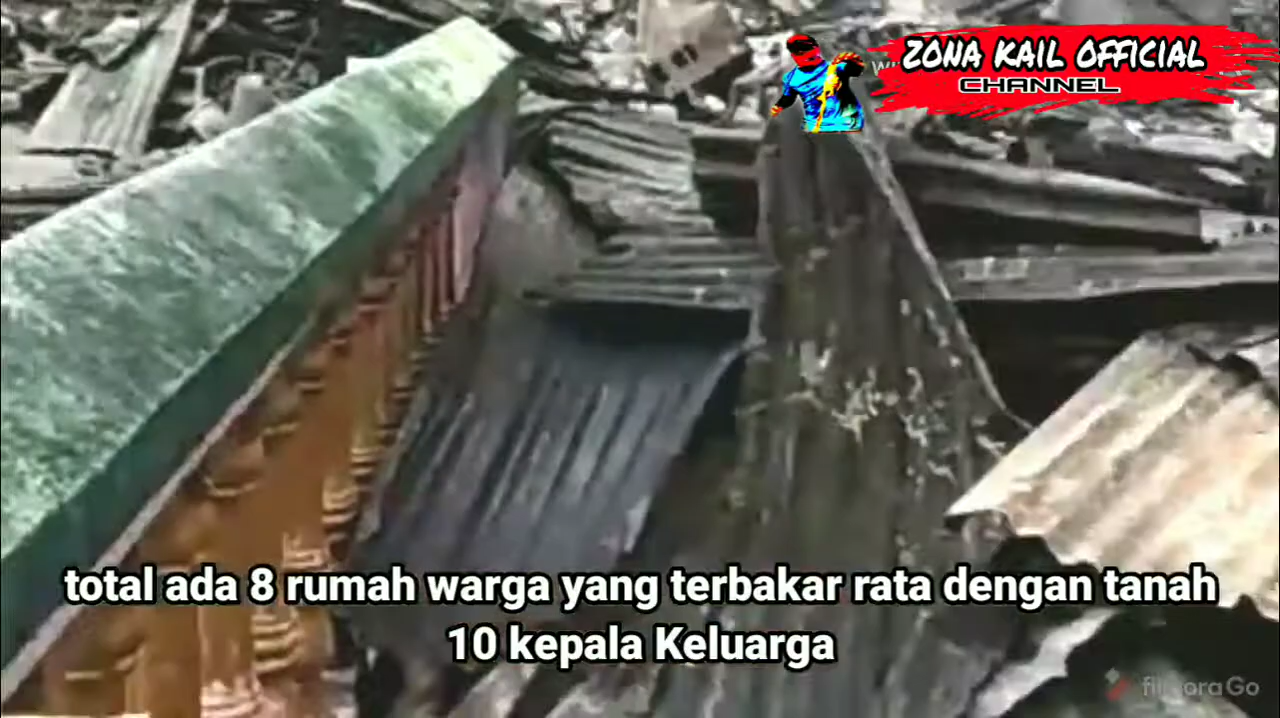 ZONA KAIL OFFICIAL
CHANNEL
total ada 8 rumah warga yang terbakar rata dengan tanah
10 kepala Keluarga
filmoraGo